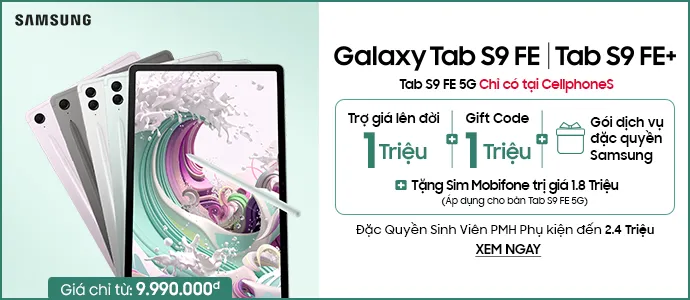 SAMSUNG
Galaxy Tab S9 FE | Tab S9 FE+
Tab S9 FE 5G Chỉ có tại CellphoneS
Trợ giá lên đời
1 Triệu
+
Gift Code
1 Triệu
+
Gói dịch vụ
đặc quyền
Samsung
+ Tặng Sim Mobifone trị giá 1.8 Triệu
(Áp dụng cho bản Tab S9 FE 5G)
Đặc Quyền Sinh Viên PMH Phụ kiện đến 2.4 Triệu
XEM NGAY
Giá chỉ từ: 9.990.000đ